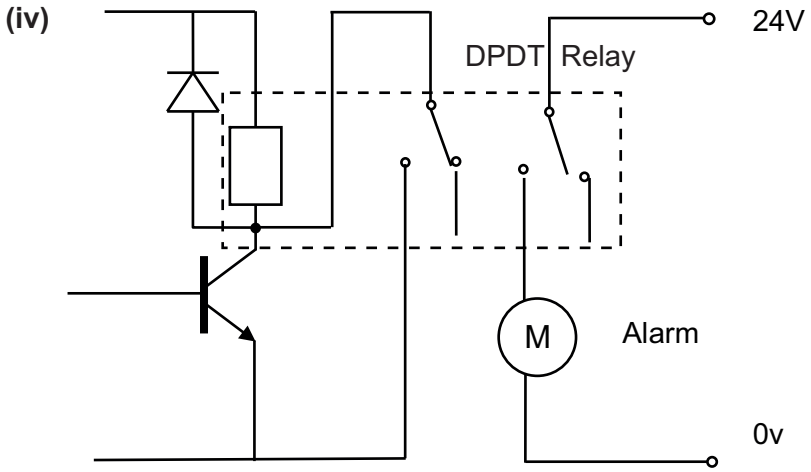 (iv)
24V
DPDT Relay
M
Alarm
0v